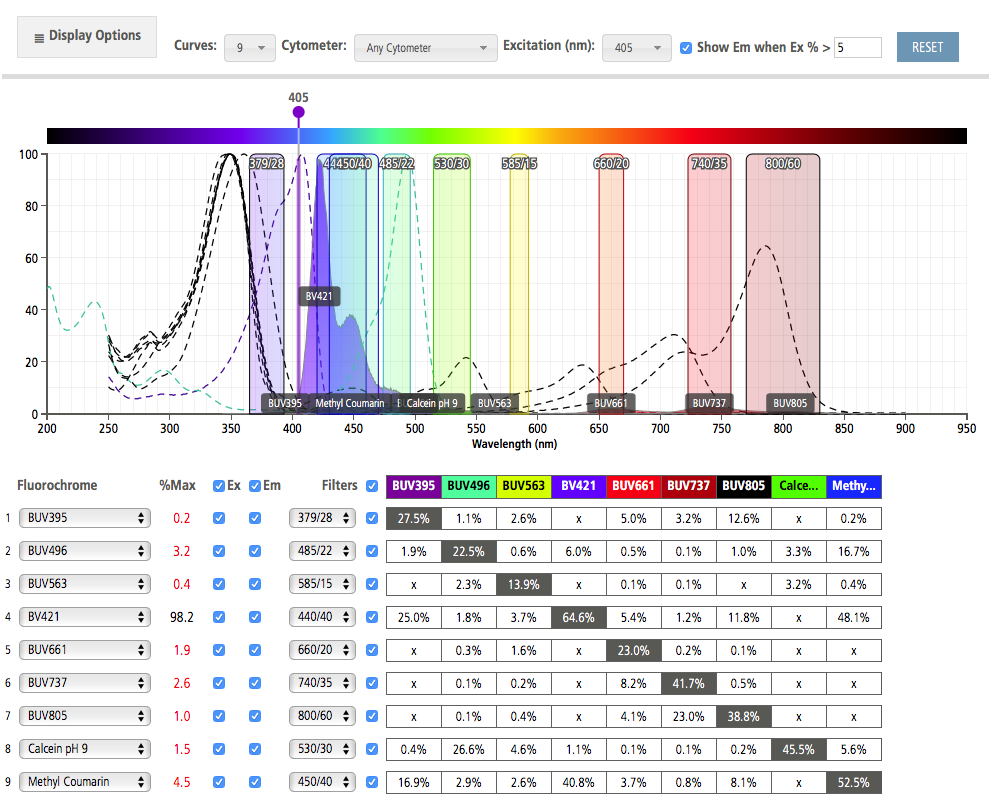 Display Options
Curves: 9 Cytometer: Any Cytometer Excitation (nm): 405 Show Em when Ex % > 5 RESET
405
379/28 450/40 485/22 530/30 585/15 660/20 740/35 800/60
100
80
60
40
20
0
BV421
BUV395 Methyl Coumarin Calcein pH 9 BUV563 BUV661 BUV737 BUV805
200 250 300 350 400 450 500 550 600 650 700 750 800 850 900 950
Wavelength (nm)
Fluorochrome %Max Ex Em Filters BUV395 BUV496 BUV563 BV421 BUV661 BUV737 BUV805 Calce... Methy...
1 BUV395 0.2 379/28 27.5% 1.1% 2.6% x 5.0% 3.2% 12.6% x 0.2%
2 BUV496 3.2 485/22 1.9% 22.5% 0.6% 6.0% 0.5% 0.1% 1.0% 3.3% 16.7%
3 BUV563 0.4 585/15 x 2.3% 13.9% x 0.1% 0.1% x 3.2% 0.4%
4 BV421 98.2 440/40 25.0% 1.8% 3.7% 64.6% 5.4% 1.2% 11.8% x 48.1%
5 BUV661 1.9 660/20 x 0.3% 1.6% x 23.0% 0.2% 0.1% x x
6 BUV737 2.6 740/35 x 0.1% 0.2% x 8.2% 41.7% 0.5% x x
7 BUV805 1.0 800/60 x 0.1% 0.4% x 4.1% 23.0% 38.8% x x
8 Calcein pH 9 1.5 530/30 0.4% 26.6% 4.6% 1.1% 0.1% 0.1% 0.2% 45.5% 5.6%
9 Methyl Coumarin 4.5 450/40 16.9% 2.9% 2.6% 40.8% 3.7% 0.8% 8.1% x 52.5%